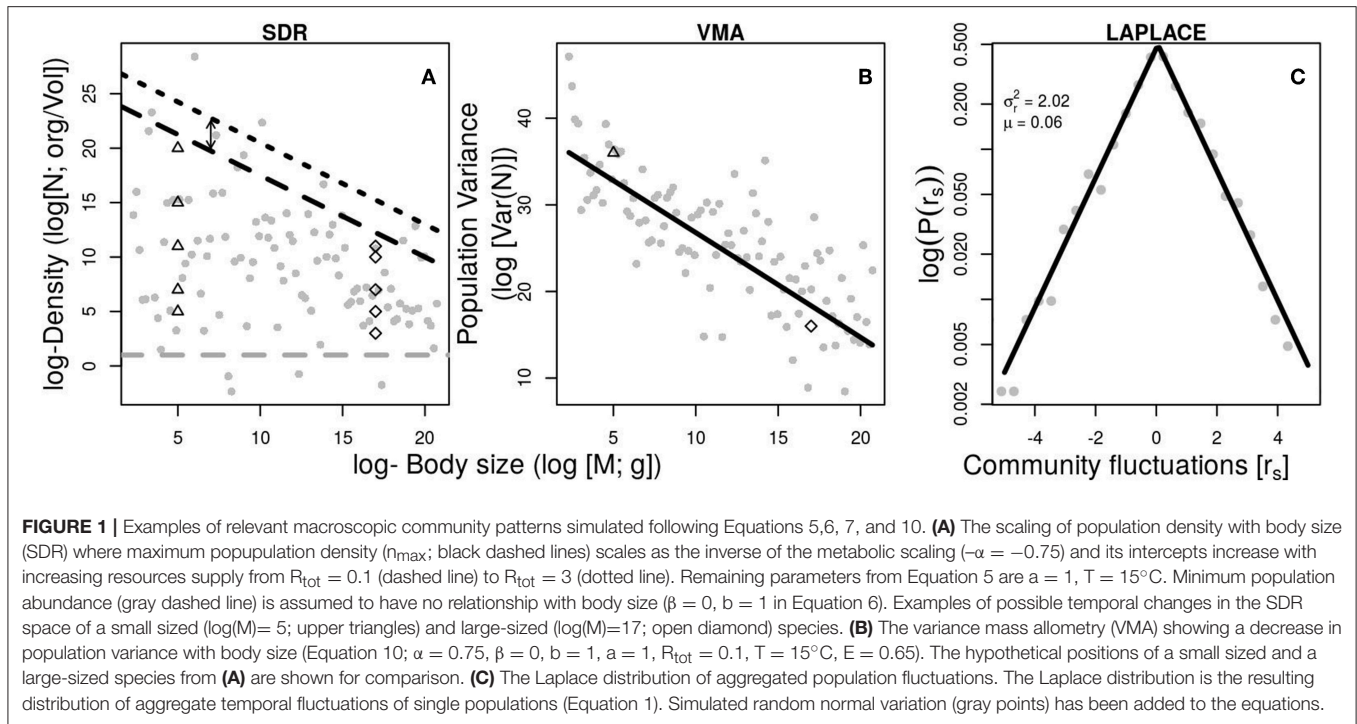 SDR
VMA
LAPLACE
A
B
C
log-Density (log[N; org/Vol]
25
20
15
10
5
0
5
10
15
20
Population Variance
(log [Var(N)])
40
30
20
10
5
10
15
20
log- Body size (log [M; g])
log(P(rₛ))
0.500
0.200
0.050
0.020
0.005
0.002
σᵣ² = 2.02
μ = 0.06
-4
-2
0
2
4
Community fluctuations [rₛ]
FIGURE 1 | Examples of relevant macroscopic community patterns simulated following Equations 5,6, 7, and 10. (A) The scaling of population density with body size
(SDR) where maximum popupulation density (nmax; black dashed lines) scales as the inverse of the metabolic scaling (–α = −0.75) and its intercepts increase with
increasing resources supply from Rtot = 0.1 (dashed line) to Rtot = 3 (dotted line). Remaining parameters from Equation 5 are a = 1, T = 15°C. Minimum population
abundance (gray dashed line) is assumed to have no relationship with body size (β = 0, b = 1 in Equation 6). Examples of possible temporal changes in the SDR
space of a small sized (log(M)= 5; upper triangles) and large-sized (log(M)=17; open diamond) species. (B) The variance mass allometry (VMA) showing a decrease in
population variance with body size (Equation 10; α = 0.75, β = 0, b = 1, a = 1, Rtot = 0.1, T = 15°C, E = 0.65). The hypothetical positions of a small sized and a
large-sized species from (A) are shown for comparison. (C) The Laplace distribution of aggregated population fluctuations. The Laplace distribution is the resulting
distribution of aggregate temporal fluctuations of single populations (Equation 1). Simulated random normal variation (gray points) has been added to the equations.